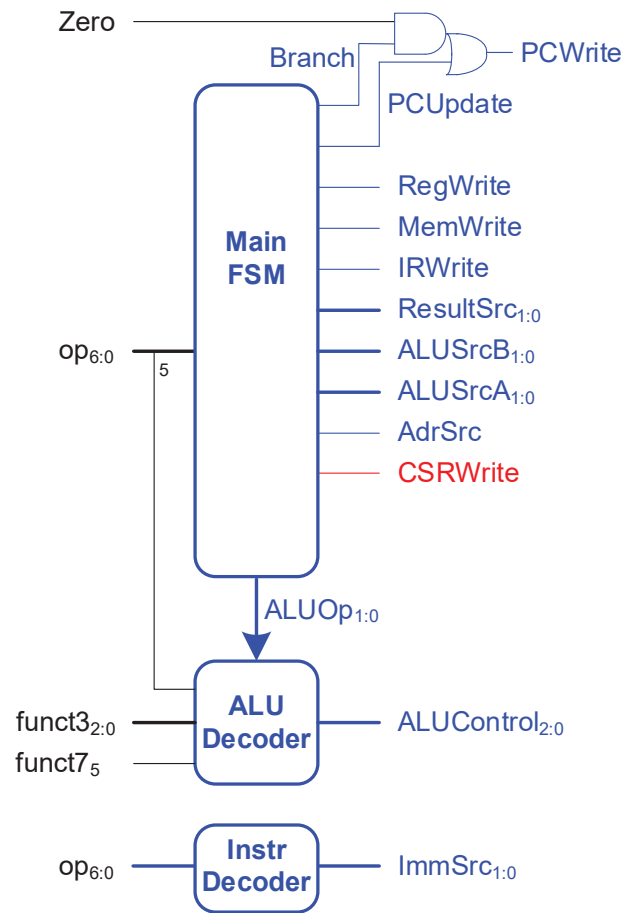 Zero
Branch
PCWrite
PCUpdate
RegWrite
MemWrite
Main
FSM
IRWrite
ResultSrc1:0
op6:0
5
ALUSrcB1:0
ALUSrcA1:0
AdrSrc
CSRWrite
ALUOp1:0
funct32:0
ALU
Decoder
ALUControl2:0
funct75
op6:0
Instr
Decoder
ImmSrc1:0